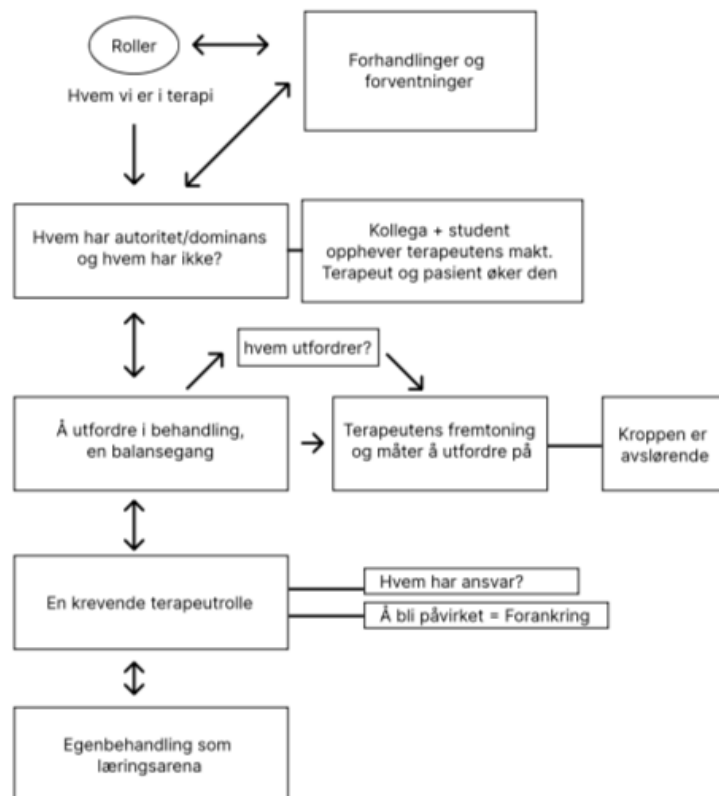 Roller
Hvem vi er i terapi
Forhandlinger og
forventninger
Hvem har autoritet/dominans
og hvem har ikke?
Kollega + student
opphever terapeutens makt.
Terapeut og pasient øker den
hvem utfordrer?
Å utfordre i behandling,
en balansegang
Terapeutens fremtoning
og måter å utfordre på
Kroppen er
avslørende
En krevende terapeutrolle
Hvem har ansvar?
Å bli påvirket = Forankring
Egenbehandling som
læringsarena